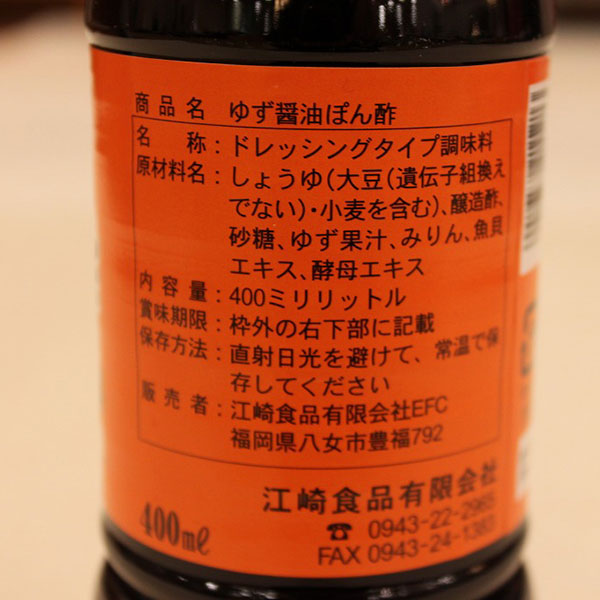 商品名 ゆず醤油ぽん酢
名称：ドレッシングタイプ調味料
原材料名：しょうゆ（大豆（遺伝子組換え
でない）・小麦を含む）、醸造酢、
砂糖、ゆず果汁、みりん、魚貝
エキス、酵母エキス
内容量：400ミリリットル
賞味期限：枠外の右下部に記載
保存方法：直射日光を避けて、常温で保
存してください
販売者：江崎食品有限会社EFC
福岡県八女市豊福792
江崎食品有限会社
☎ 0943-22-2965
FAX 0943-24-1383
400mℓ